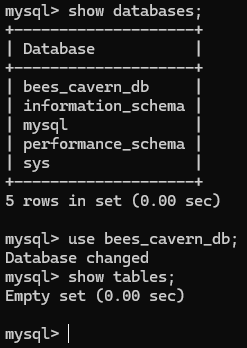 mysql> show databases;
+--------------------+
| Database           |
+--------------------+
| bees_cavern_db     |
| information_schema |
| mysql              |
| performance_schema |
| sys                |
+--------------------+
5 rows in set (0.00 sec)

mysql> use bees_cavern_db;
Database changed
mysql> show tables;
Empty set (0.00 sec)

mysql>